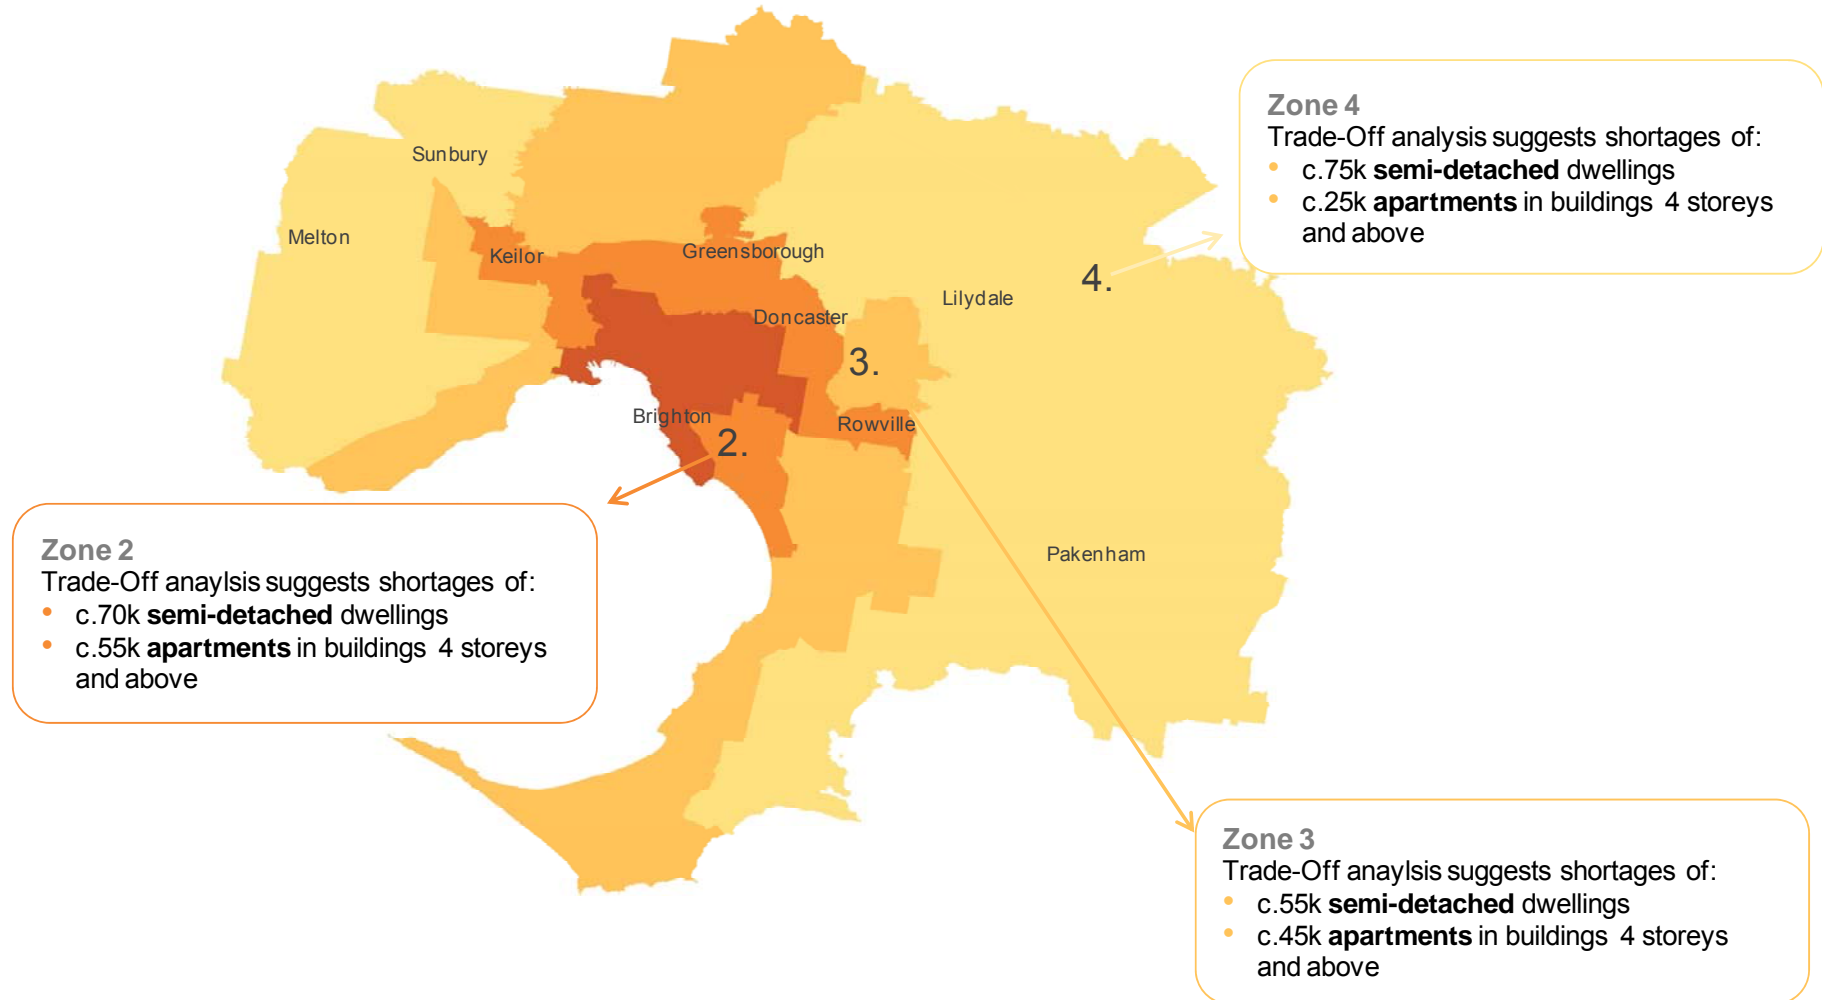 Zone 4
Trade-Off analysis suggests shortages of:
• c.75k semi-detached dwellings
• c.25k apartments in buildings 4 storeys
and above
Sunbury
Melton
Keilor
Greensborough
4.
Lilydale
Doncaster
3.
Brighton
Rowville
2.
Pakenham
Zone 2
Trade-Off anaylsis suggests shortages of:
• c.70k semi-detached dwellings
• c.55k apartments in buildings 4 storeys
and above
Zone 3
Trade-Off anaylsis suggests shortages of:
• c.55k semi-detached dwellings
• c.45k apartments in buildings 4 storeys
and above